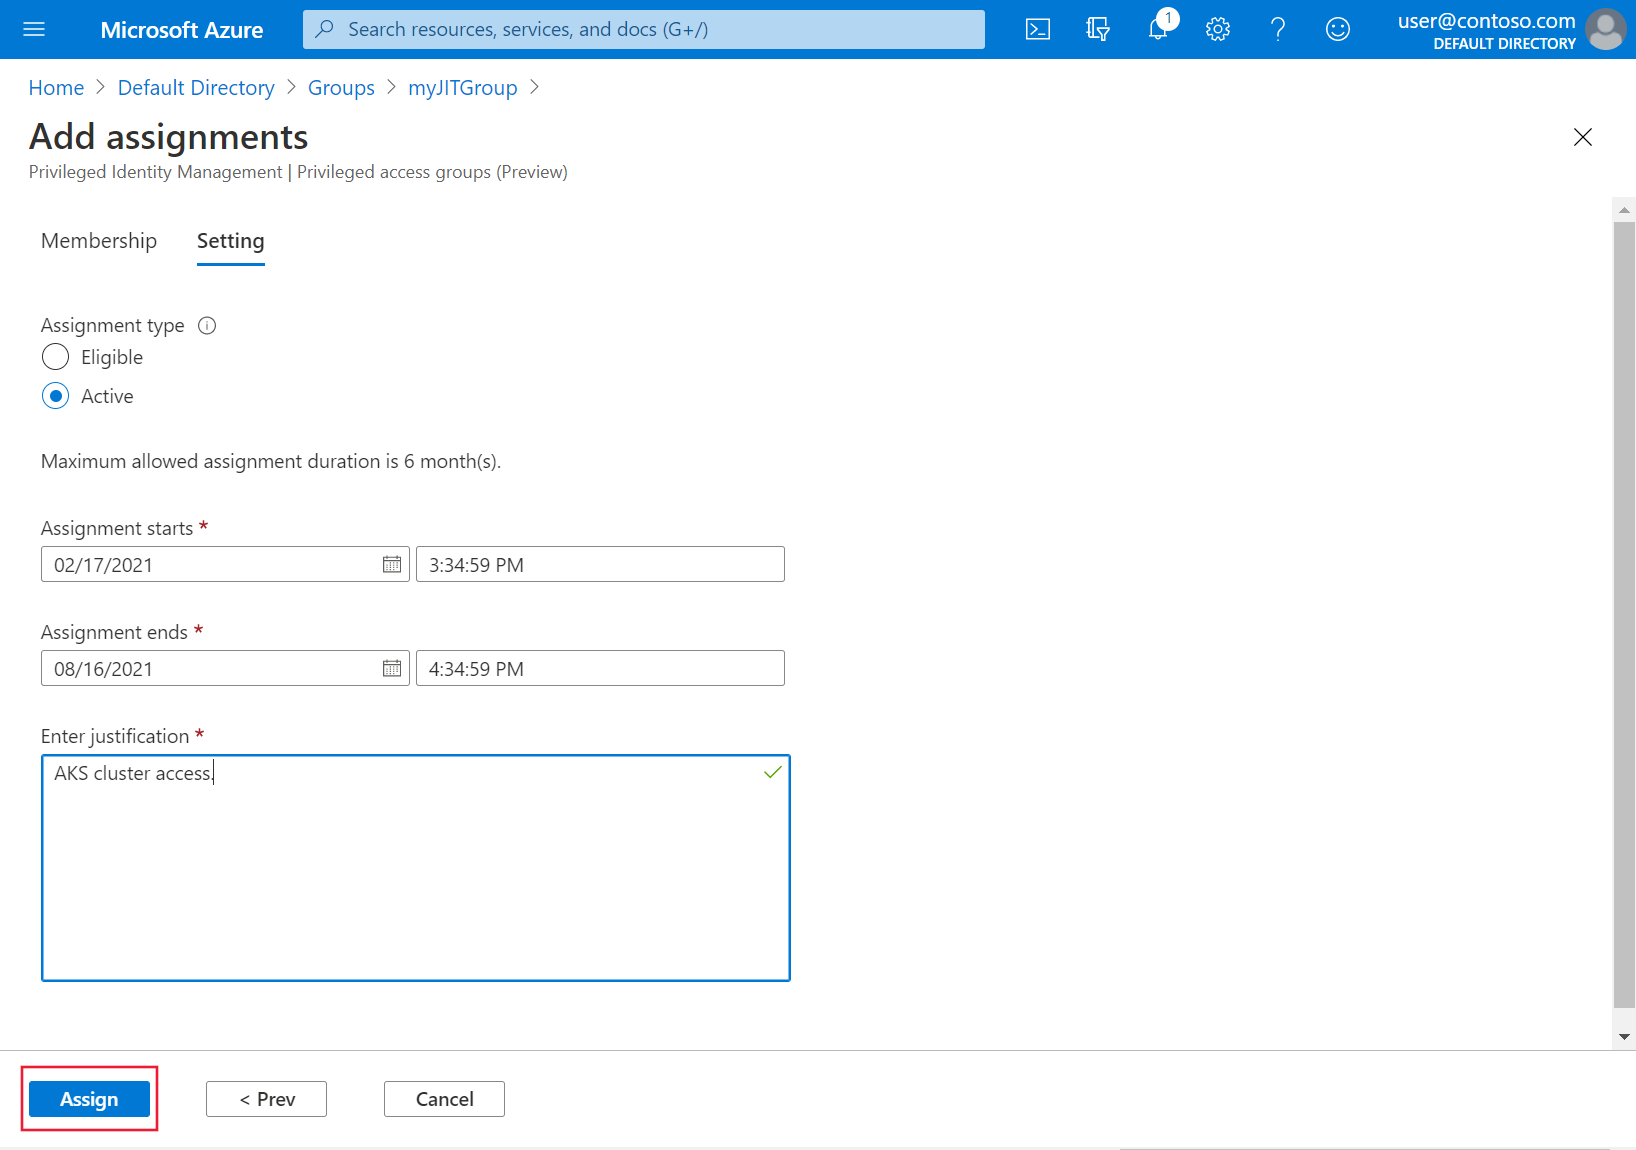 Microsoft Azure
Search resources, services, and docs (G+/)
1
user@contoso.com
DEFAULT DIRECTORY
Home > Default Directory > Groups > myJITGroup >
Add assignments
Privileged Identity Management | Privileged access groups (Preview)
Membership Setting
Assignment type
Eligible
Active
Maximum allowed assignment duration is 6 month(s).
Assignment starts *
02/17/2021 3:34:59 PM
Assignment ends *
08/16/2021 4:34:59 PM
Enter justification *
AKS cluster access.
Assign < Prev Cancel